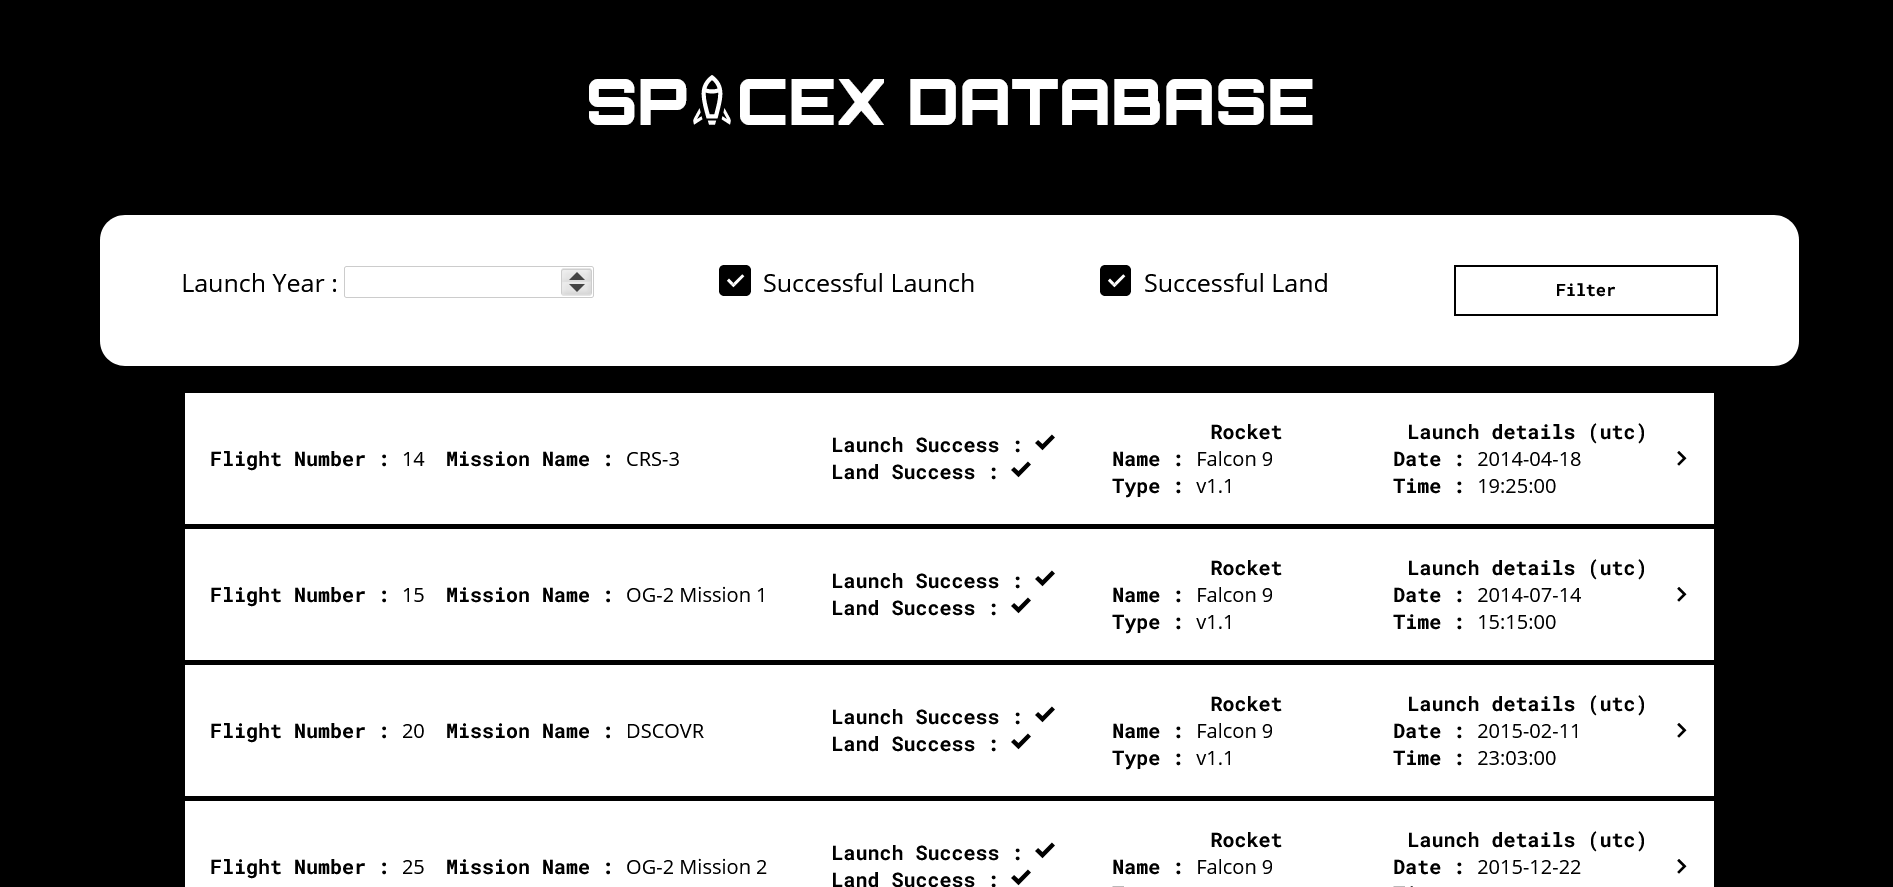 SPACEX DATABASE
Launch Year :
Successful Launch
Successful Land
Filter
Flight Number : 14 Mission Name : CRS-3
Launch Success :
Land Success :
Rocket
Name : Falcon 9
Type : v1.1
Launch details (utc)
Date : 2014-04-18
Time : 19:25:00
Flight Number : 15 Mission Name : OG-2 Mission 1
Launch Success :
Land Success :
Rocket
Name : Falcon 9
Type : v1.1
Launch details (utc)
Date : 2014-07-14
Time : 15:15:00
Flight Number : 20 Mission Name : DSCOVR
Launch Success :
Land Success :
Rocket
Name : Falcon 9
Type : v1.1
Launch details (utc)
Date : 2015-02-11
Time : 23:03:00
Flight Number : 25 Mission Name : OG-2 Mission 2
Launch Success :
Land Success :
Rocket
Name : Falcon 9
Launch details (utc)
Date : 2015-12-22